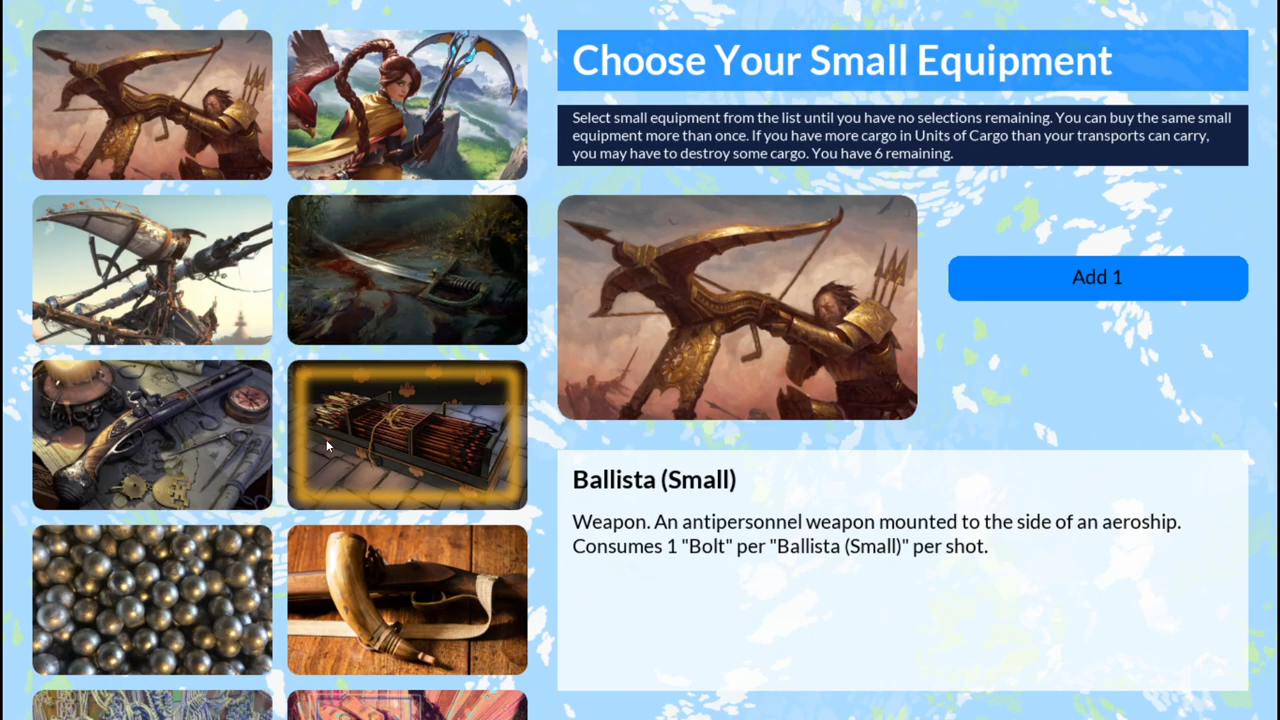 Choose Your Small Equipment
Select small equipment from the list until you have no selections remaining. You can buy the same small
equipment more than once. If you have more cargo in Units of Cargo than your transports can carry,
you may have to destroy some cargo. You have 6 remaining.
Add 1
Ballista (Small)
Weapon. An antipersonnel weapon mounted to the side of an aeroship.
Consumes 1 "Bolt" per "Ballista (Small)" per shot.